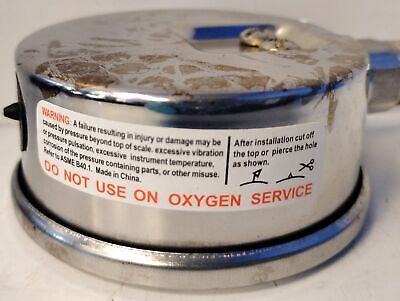 WARNING: A failure resulting in injury or damage may be
caused by pressure beyond top of scale, excessive vibration
or pressure pulsation, excessive instrument temperature,
corrosion of the pressure containing parts, or other misuse.
Refer to ASME B40.1. Made in China.
After installation cut off
the top or pierce the hole
as shown.
DO NOT USE ON OXYGEN SERVICE